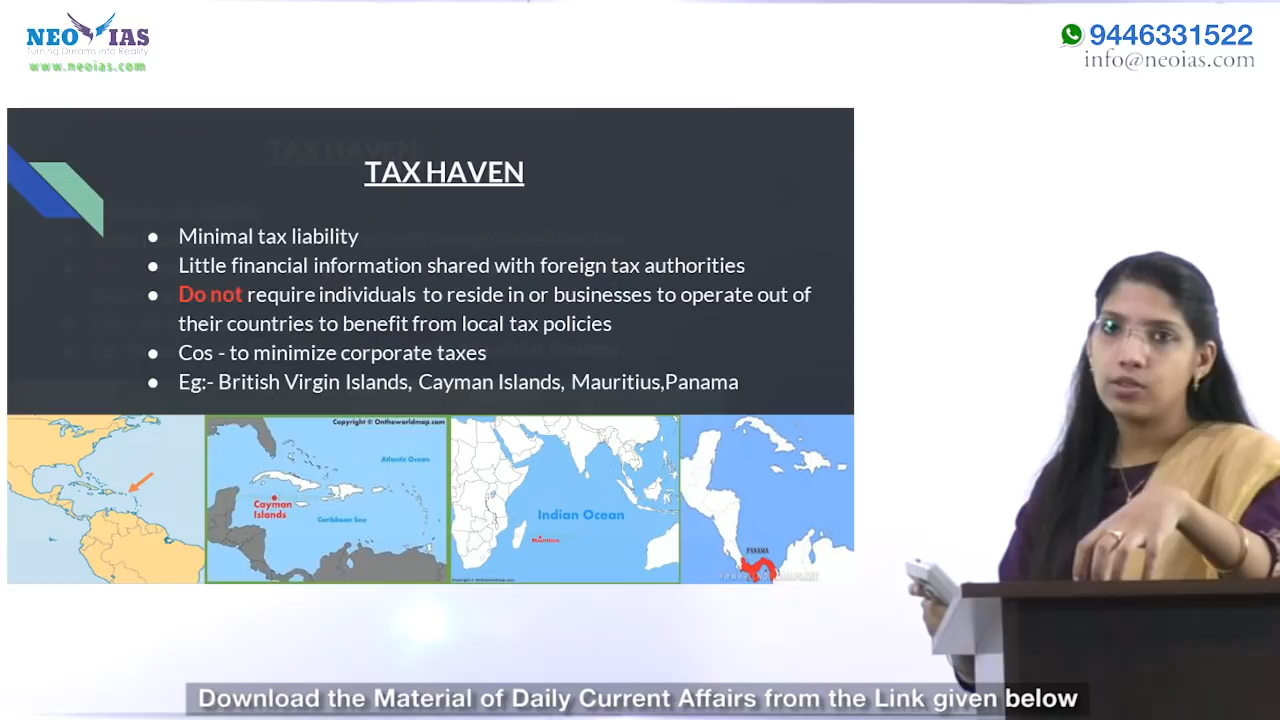 NEO IAS
Turning Dreams into Reality
www.neoias.com
9446331522
info@neoias.com
TAX HAVEN
● Minimal tax liability
● Little financial information shared with foreign tax authorities
● Do not require individuals to reside in or businesses to operate out of
their countries to benefit from local tax policies
● Cos - to minimize corporate taxes
● Eg:- British Virgin Islands, Cayman Islands, Mauritius,Panama
Copyright © Ontheworldmap.com
Atlantic Ocean
Cayman
Islands
Caribbean Sea
Indian Ocean
Mauritius
PANAMA
Download the Material of Daily Current Affairs from the Link given below